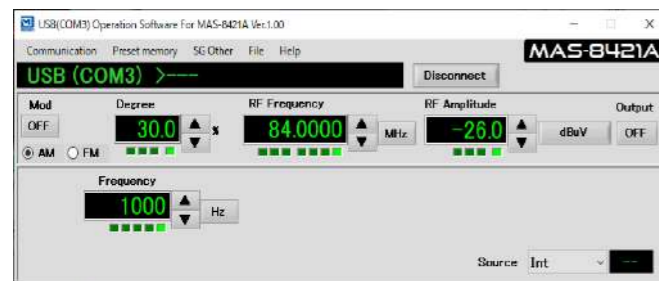 USB(COM3) Operation Software For MAS-8421A Ver.1.00
Communication Preset memory SG Other File Help
MAS-8421A
USB (COM3) >---
Disconnect
Mod Degree RF Frequency RF Amplitude Output
OFF 30.0 % 84.0000 MHz -26.0 dBuV OFF
AM FM
Frequency
1000 Hz
Source Int --